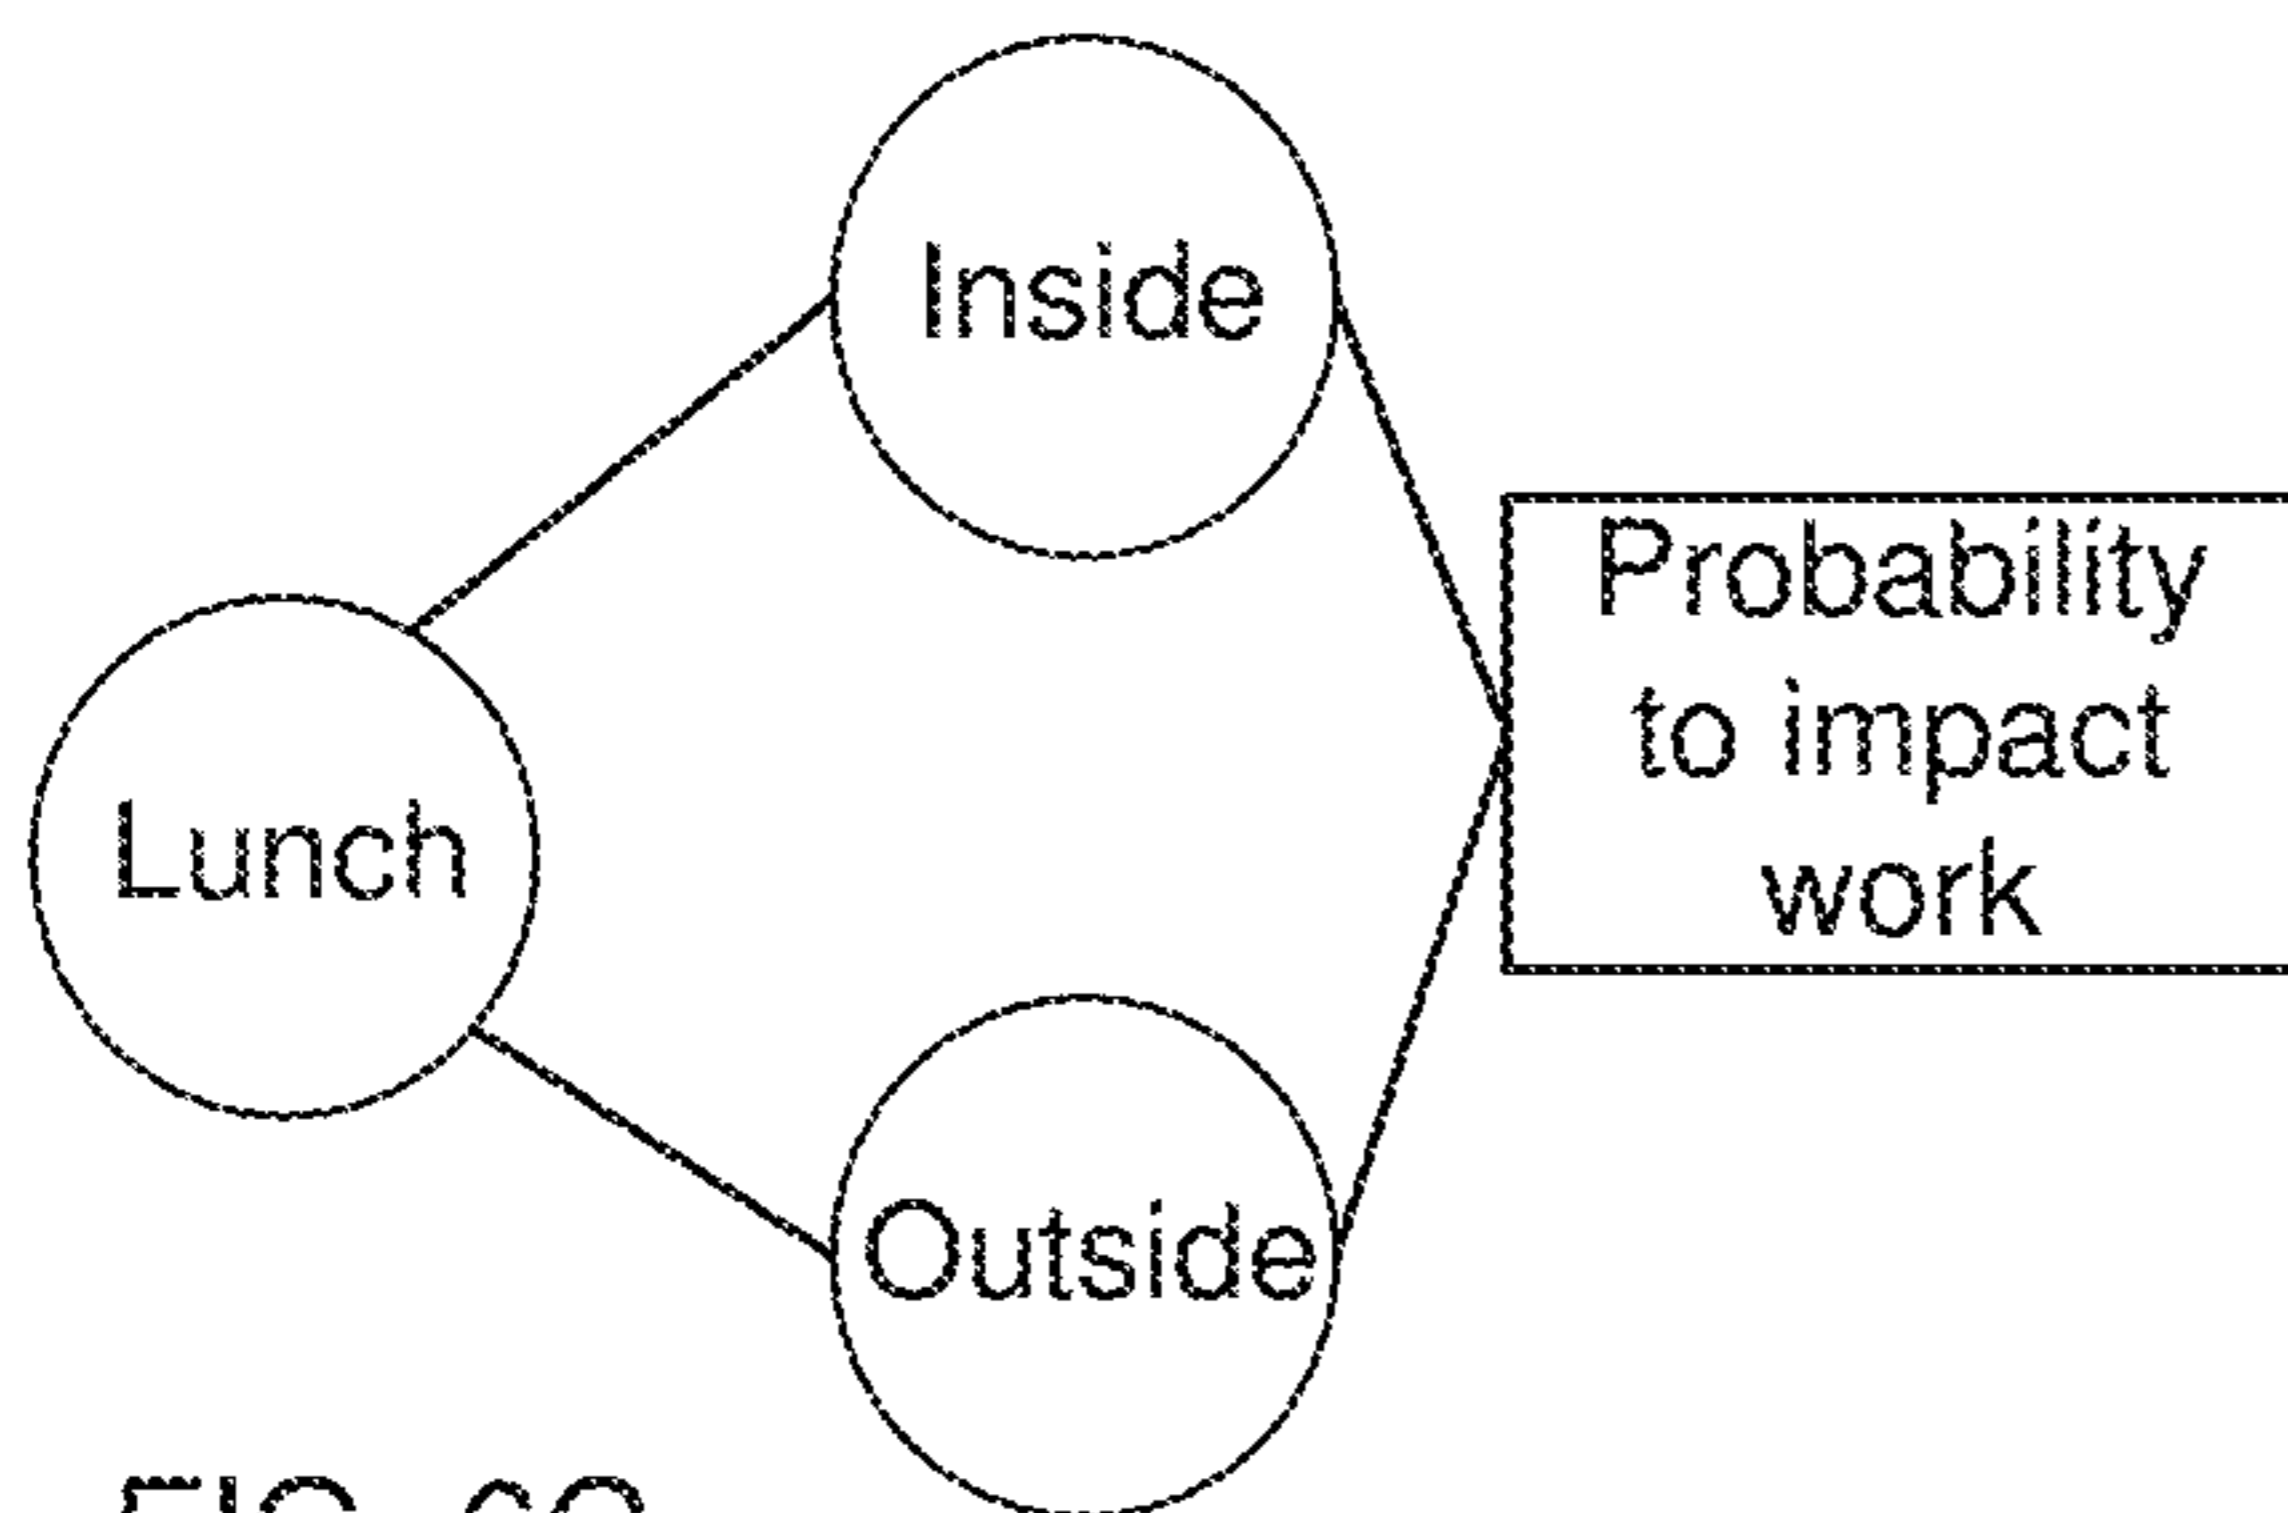 Inside
Probability
to impact
work
Lunch
Outside